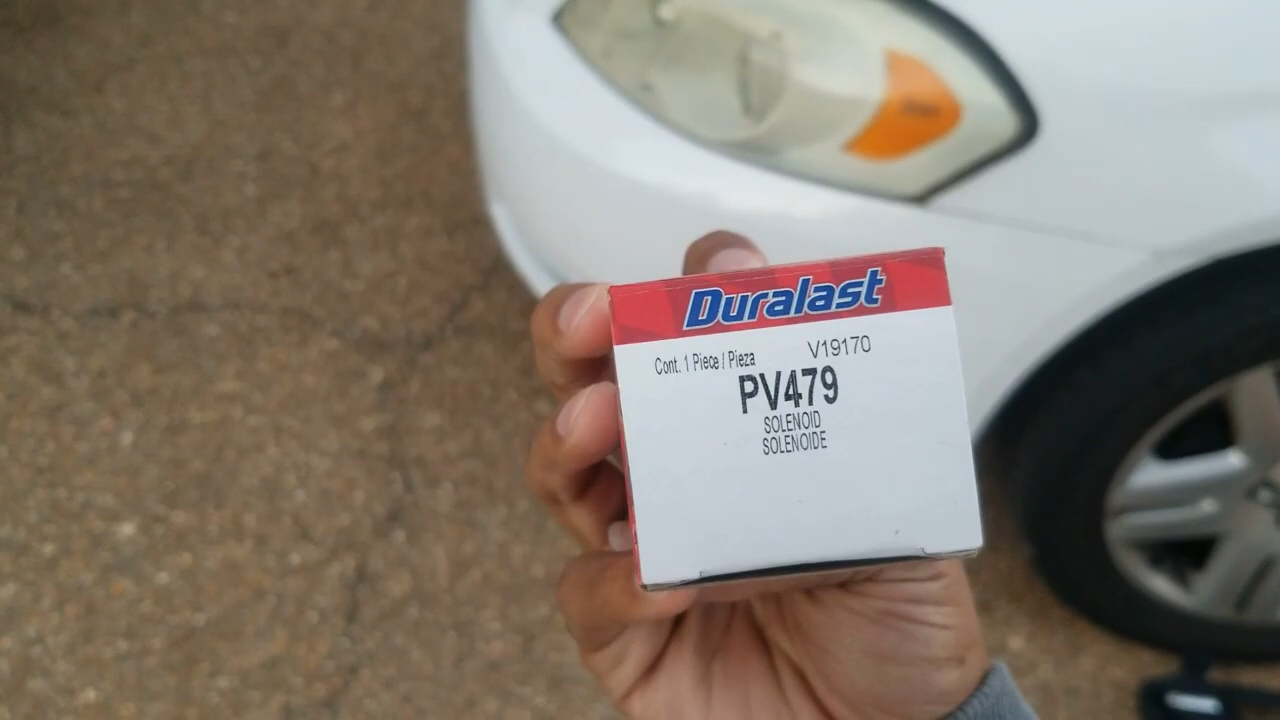 Duralast
Cont. 1 Piece / Pieza V19170
PV479
SOLENOID
SOLENOIDE